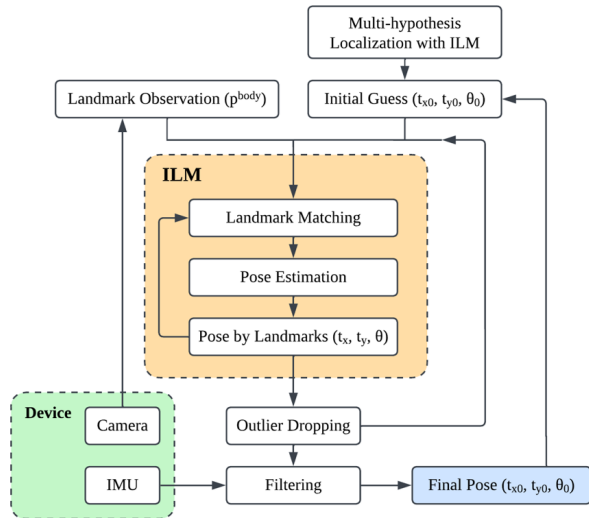 Multi-hypothesis
Localization with ILM
Landmark Observation (p^body)
Initial Guess (t_x0, t_y0, θ_0)
ILM
Landmark Matching
Pose Estimation
Pose by Landmarks (t_x, t_y, θ)
Device
Camera
Outlier Dropping
IMU
Filtering
Final Pose (t_x0, t_y0, θ_0)